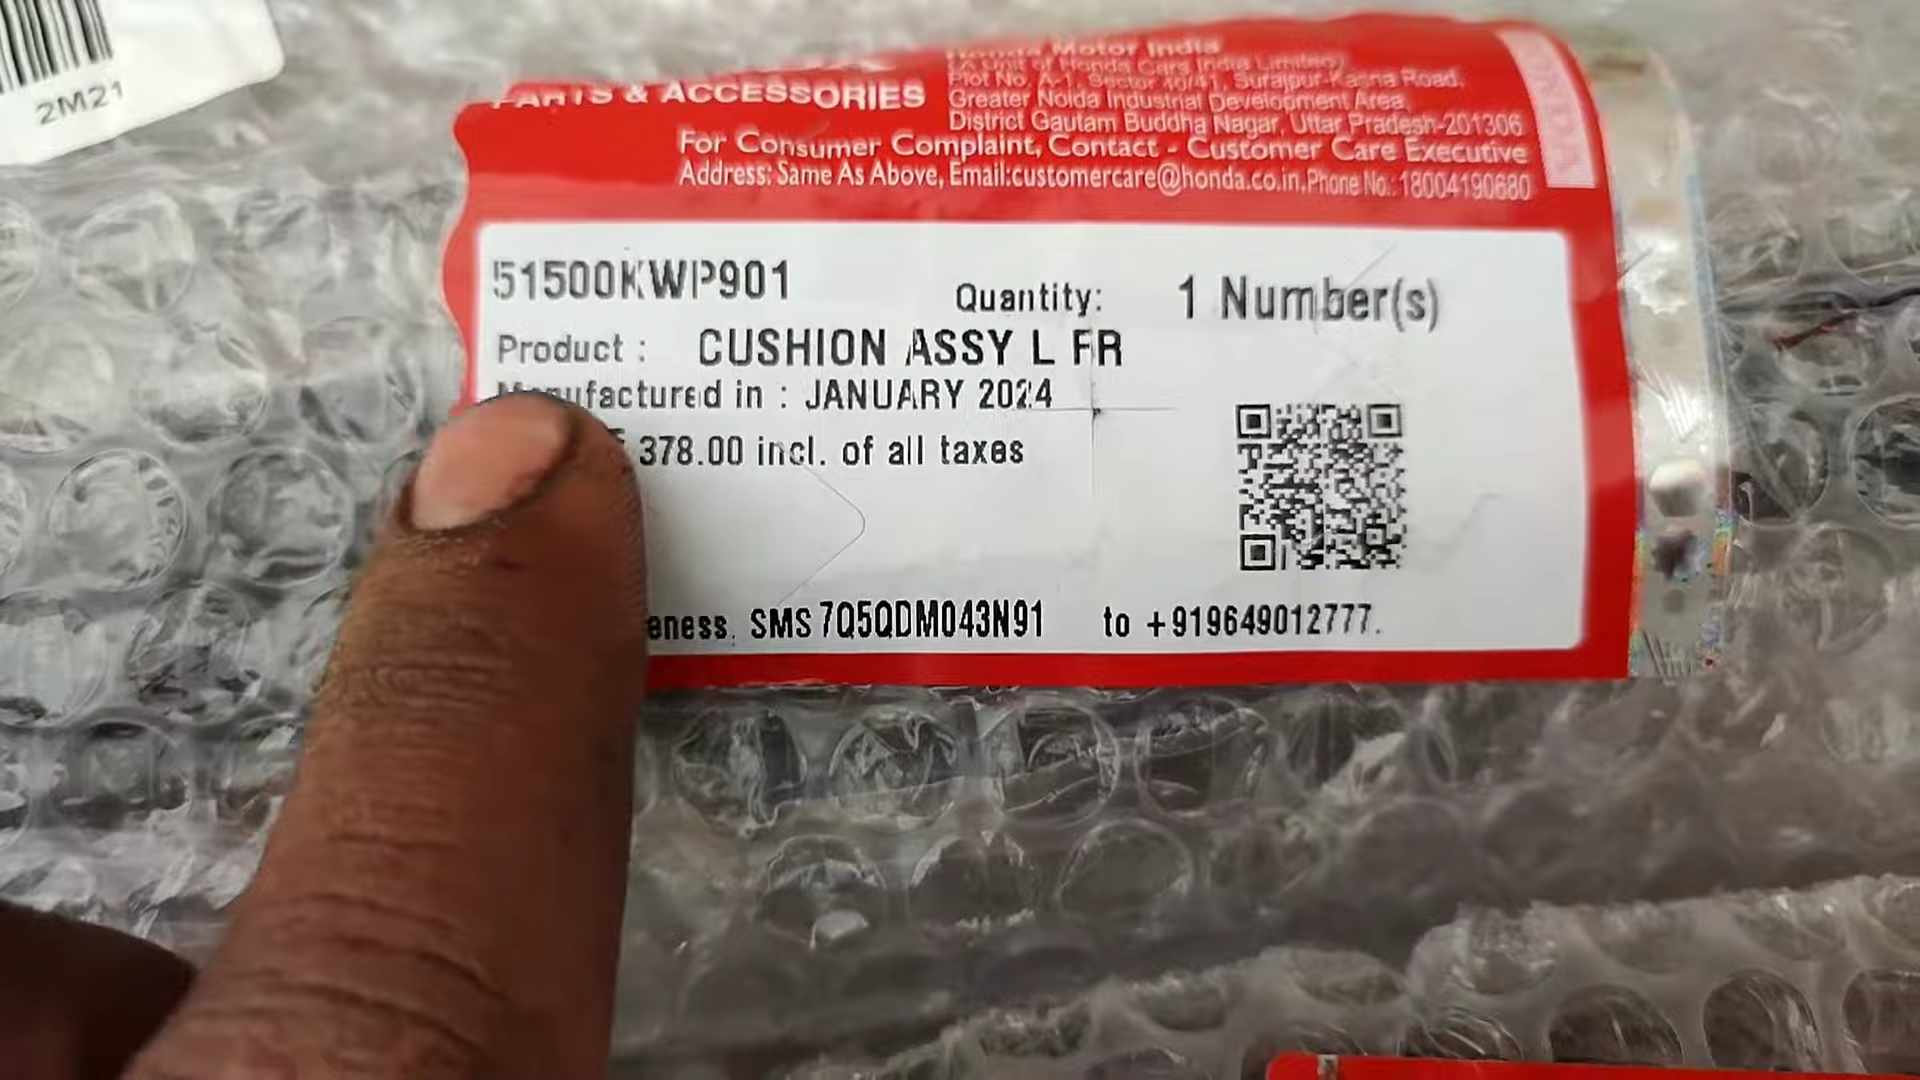 2M21
PARTS & ACCESSORIES
Honda Motor India
(A Unit of Honda Cars India Limited)
Plot No. A-1, Sector 40/41, Surajpur-Kasna Road,
Greater Noida Industrial Development Area,
District Gautam Buddha Nagar, Uttar Pradesh-201306
For Consumer Complaint, Contact - Customer Care Executive
Address: Same As Above, Email:customercare@honda.co.in, Phone No.: 18004190680
51500KWP901
Quantity: 1 Number(s)
Product : CUSHION ASSY L FR
Manufactured in : JANUARY 2024
378.00 incl. of all taxes
SMS 7Q5QDM043N91 to +919649012777.